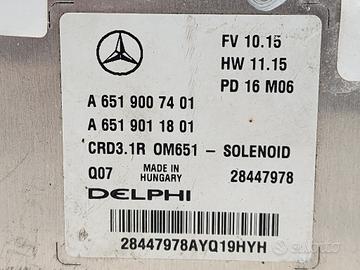 FV 10.15
HW 11.15
PD 16 M06
A 651 900 74 01
A 651 901 18 01
CRD3.1R OM651 – SOLENOID
Q07 MADE IN HUNGARY 28447978
DELPHI
28447978AYQ19HYH
subito